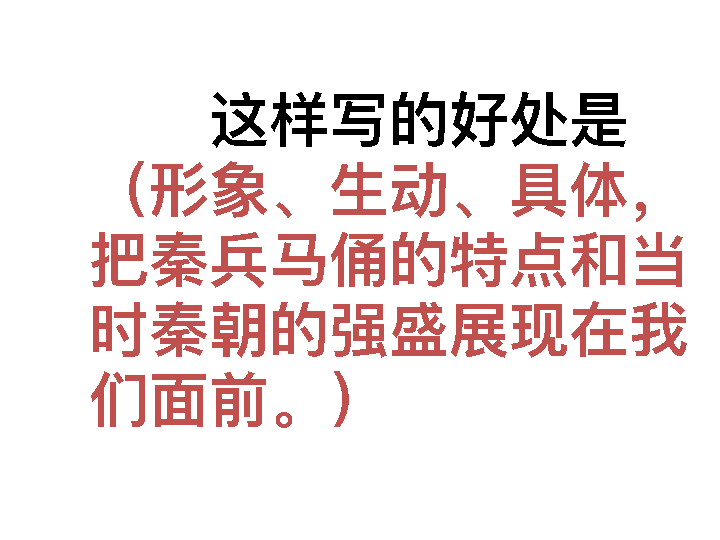 这样写的好处是
（形象、生动、具体，
把秦兵马俑的特点和当
时秦朝的强盛展现在我
们面前。）